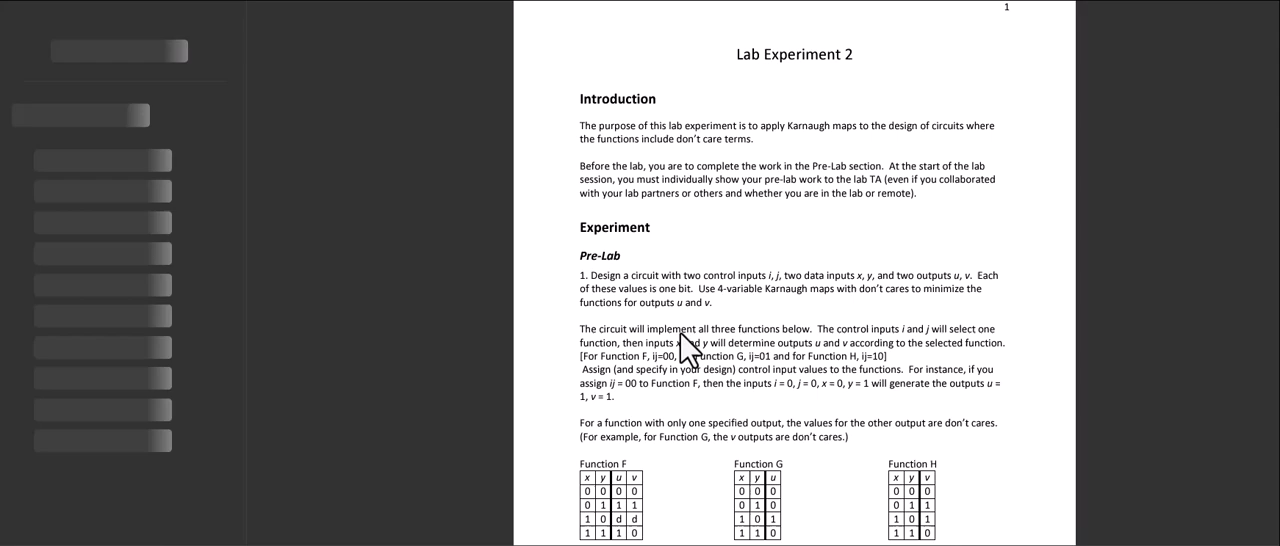 1
Lab Experiment 2
Introduction
The purpose of this lab experiment is to apply Karnaugh maps to the design of circuits where
the functions include don't care terms.
Before the lab, you are to complete the work in the Pre-Lab section. At the start of the lab
session, you must individually show your pre-lab work to the lab TA (even if you collaborated
with your lab partners or others and whether you are in the lab or remote).
Experiment
Pre-Lab
1. Design a circuit with two control inputs i, j, two data inputs x, y, and two outputs u, v. Each
of these values is one bit. Use 4-variable Karnaugh maps with don't cares to minimize the
functions for outputs u and v.
The circuit will implement all three functions below. The control inputs i and j will select one
function, then inputs x and y will determine outputs u and v according to the selected function.
[For Function F, ij=00, Function G, ij=01 and for Function H, ij=10]
Assign (and specify in your design) control input values to the functions. For instance, if you
assign ij = 00 to Function F, then the inputs i = 0, j = 0, x = 0, y = 1 will generate the outputs u =
1, v = 1.
For a function with only one specified output, the values for the other output are don't cares.
(For example, for Function G, the v outputs are don't cares.)
Function F Function G Function H
x y u v x y u x y v
0 0 0 0 0 0 0 0 0 0
0 1 1 1 0 1 0 0 1 1
1 0 d d 1 0 1 1 0 1
1 1 1 0 1 1 0 1 1 0